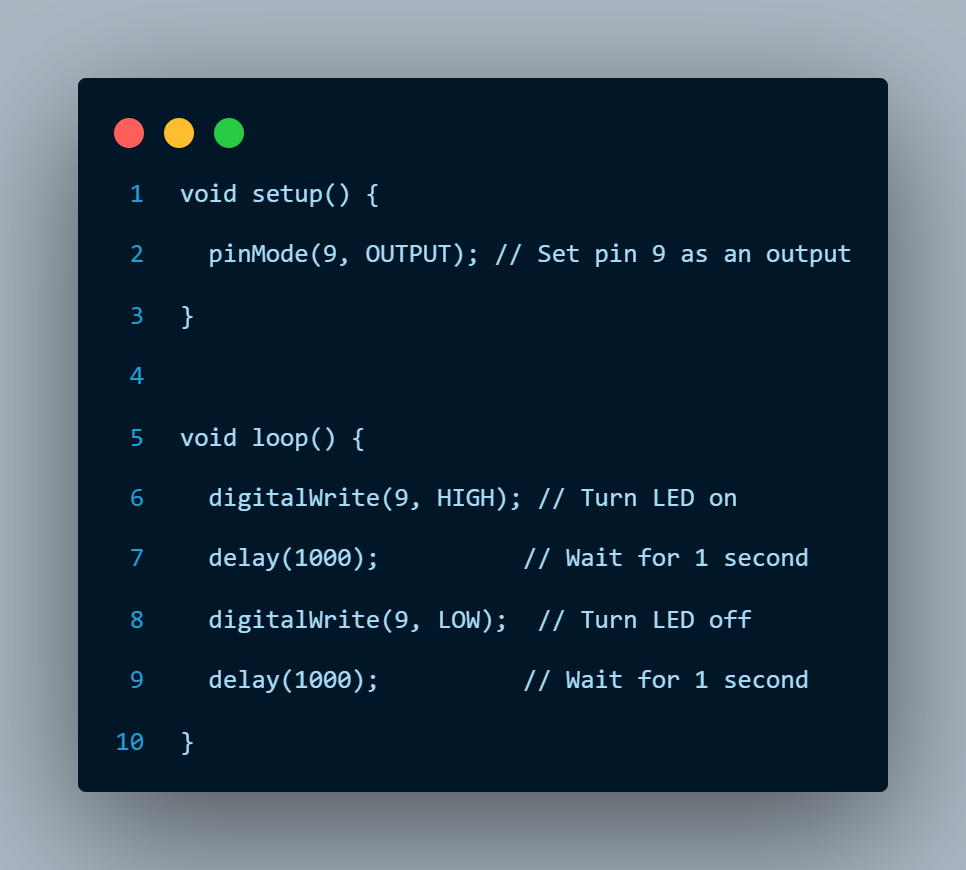 1 void setup() {
2   pinMode(9, OUTPUT); // Set pin 9 as an output
3 }
4
5 void loop() {
6   digitalWrite(9, HIGH); // Turn LED on
7   delay(1000);          // Wait for 1 second
8   digitalWrite(9, LOW);  // Turn LED off
9   delay(1000);          // Wait for 1 second
10 }